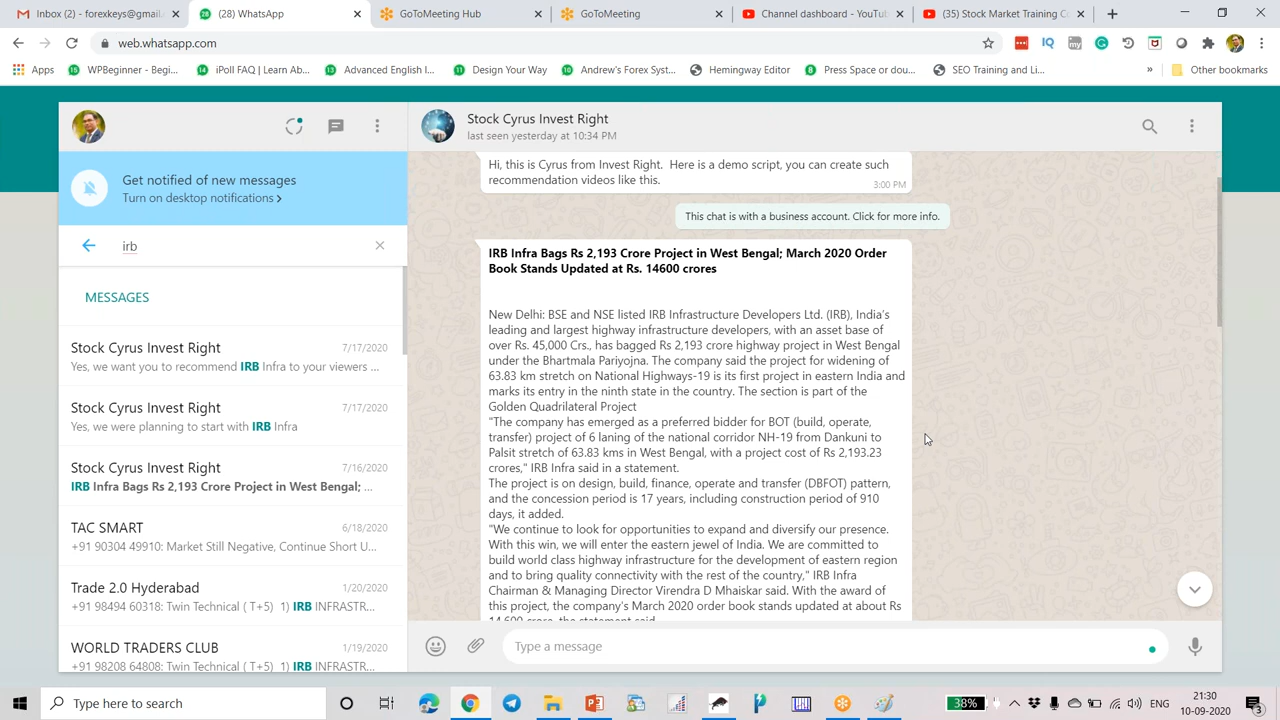 Inbox (2) - forexkeys@gmail.
(28) WhatsApp
GoToMeeting Hub
GoToMeeting
Channel dashboard - YouTu
(35) Stock Market Training Co
web.whatsapp.com
Apps
WPBeginner - Begi...
iPoll FAQ | Learn Ab...
Advanced English I...
Design Your Way
Andrew's Forex Syst...
Hemingway Editor
Press Space or dou...
SEO Training and Li...
Other bookmarks
Stock Cyrus Invest Right
last seen yesterday at 10:34 PM
Get notified of new messages
Turn on desktop notifications
irb
MESSAGES
Stock Cyrus Invest Right
7/17/2020
Yes, we want you to recommend IRB Infra to your viewers ...
Stock Cyrus Invest Right
7/17/2020
Yes, we were planning to start with IRB Infra
Stock Cyrus Invest Right
7/16/2020
IRB Infra Bags Rs 2,193 Crore Project in West Bengal; ...
TAC SMART
6/18/2020
+91 90304 49910: Market Still Negative, Continue Short U...
Trade 2.0 Hyderabad
1/20/2020
+91 98494 60318: Twin Technical ( T+5) 1) IRB INFRASTR...
WORLD TRADERS CLUB
1/19/2020
+91 98208 64808: Twin Technical ( T+5) 1) IRB INFRASTR...
Hi, this is Cyrus from Invest Right. Here is a demo script, you can create such
recommendation videos like this.
3:00 PM
This chat is with a business account. Click for more info.
IRB Infra Bags Rs 2,193 Crore Project in West Bengal; March 2020 Order
Book Stands Updated at Rs. 14600 crores
New Delhi: BSE and NSE listed IRB Infrastructure Developers Ltd. (IRB), India's
leading and largest highway infrastructure developers, with an asset base of
over Rs. 45,000 Crs., has bagged Rs 2,193 crore highway project in West Bengal
under the Bhartmala Pariyojna. The company said the project for widening of
63.83 km stretch on National Highways-19 is its first project in eastern India and
marks its entry in the ninth state in the country. The section is part of the
Golden Quadrilateral Project
"The company has emerged as a preferred bidder for BOT (build, operate,
transfer) project of 6 laning of the national corridor NH-19 from Dankuni to
Palsit stretch of 63.83 kms in West Bengal, with a project cost of Rs 2,193.23
crores," IRB Infra said in a statement.
The project is on design, build, finance, operate and transfer (DBFOT) pattern,
and the concession period is 17 years, including construction period of 910
days, it added.
"We continue to look for opportunities to expand and diversify our presence.
With this win, we will enter the eastern jewel of India. We are committed to
build world class highway infrastructure for the development of eastern region
and to bring quality connectivity with the rest of the country," IRB Infra
Chairman & Managing Director Virendra D Mhaiskar said. With the award of
this project, the company's March 2020 order book stands updated at about Rs
14,600 crore, the statement said.
Type a message
Type here to search
38%
ENG
21:30
10-09-2020
3